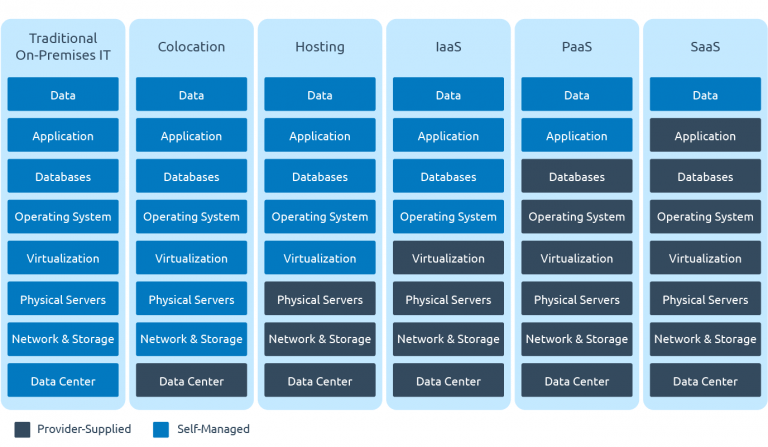 Traditional
On-Premises IT
Colocation
Hosting
IaaS
PaaS
SaaS
Data
Data
Data
Data
Data
Data
Application
Application
Application
Application
Application
Application
Databases
Databases
Databases
Databases
Databases
Databases
Operating System
Operating System
Operating System
Operating System
Operating System
Operating System
Virtualization
Virtualization
Virtualization
Virtualization
Virtualization
Virtualization
Physical Servers
Physical Servers
Physical Servers
Physical Servers
Physical Servers
Physical Servers
Network & Storage
Network & Storage
Network & Storage
Network & Storage
Network & Storage
Network & Storage
Data Center
Data Center
Data Center
Data Center
Data Center
Data Center
Provider-Supplied
Self-Managed